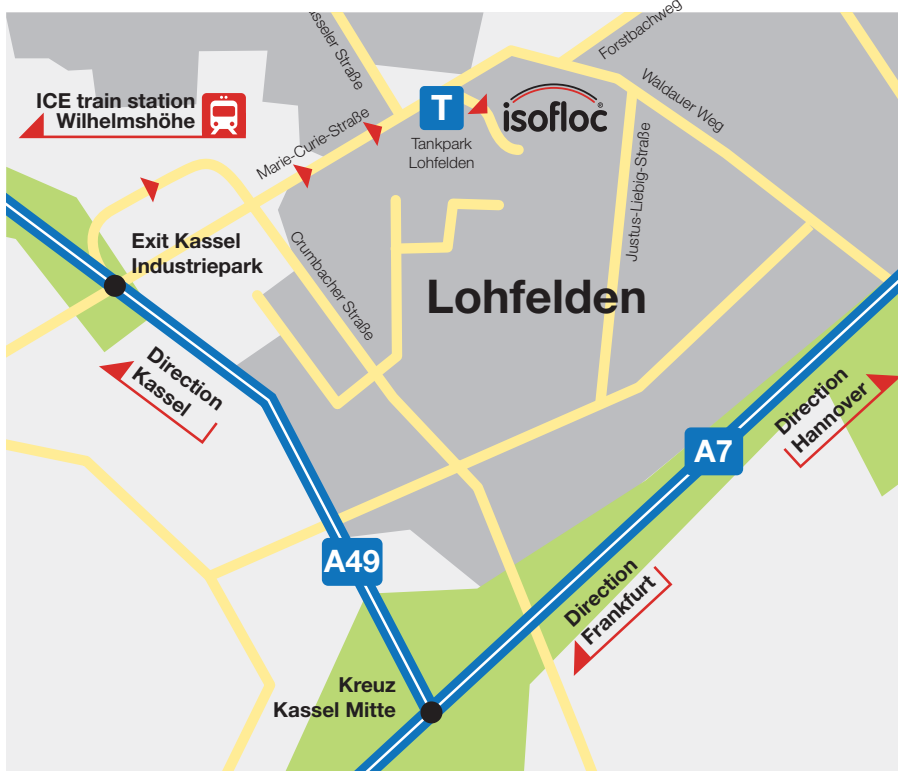 Forstbachweg
Waldauer Weg
ICE train station
Wilhelmshöhe
T
isofloc®
Tankpark
Lohfelden
Marie-Curie-Straße
Justus-Liebig-Straße
Exit Kassel
Industriepark
Crumbacher Straße
Lohfelden
Direction
Kassel
Direction
Hannover
A7
A49
Direction
Frankfurt
Kreuz
Kassel Mitte
Straße